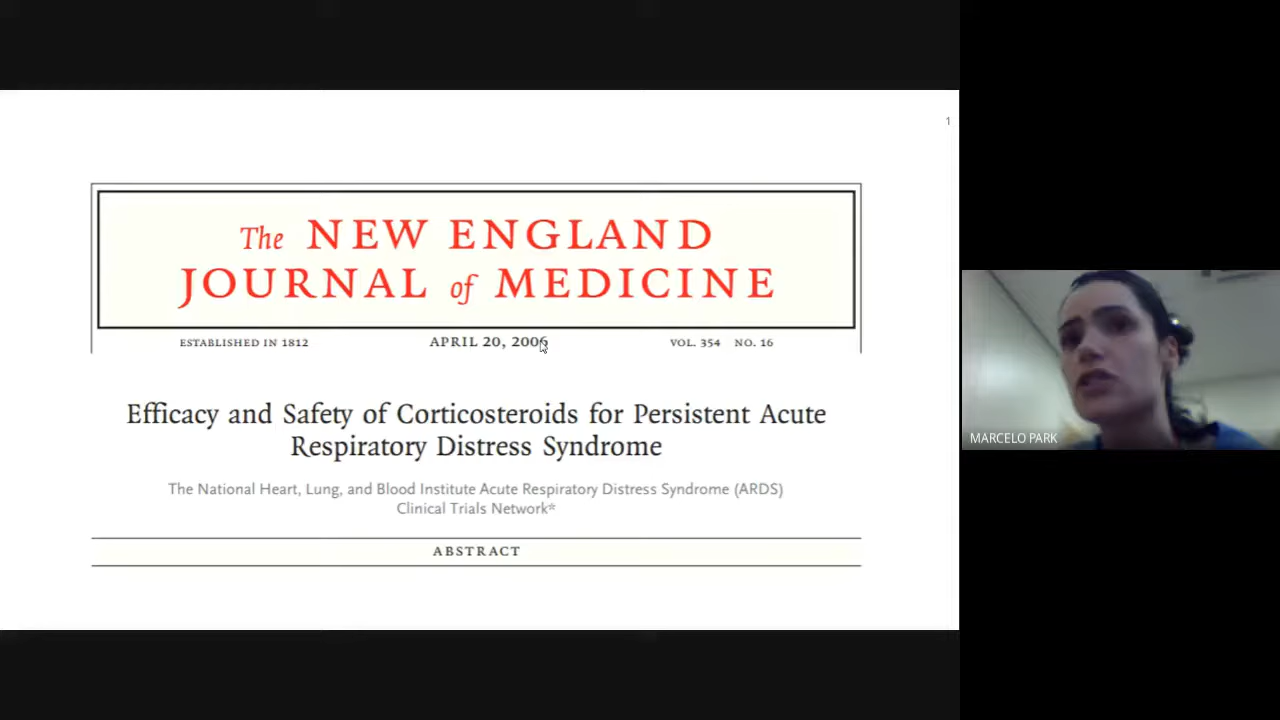 1
The NEW ENGLAND
JOURNAL of MEDICINE
ESTABLISHED IN 1812 APRIL 20, 2006 VOL. 354 NO. 16
Efficacy and Safety of Corticosteroids for Persistent Acute
Respiratory Distress Syndrome
The National Heart, Lung, and Blood Institute Acute Respiratory Distress Syndrome (ARDS)
Clinical Trials Network*
ABSTRACT
MARCELO PARK